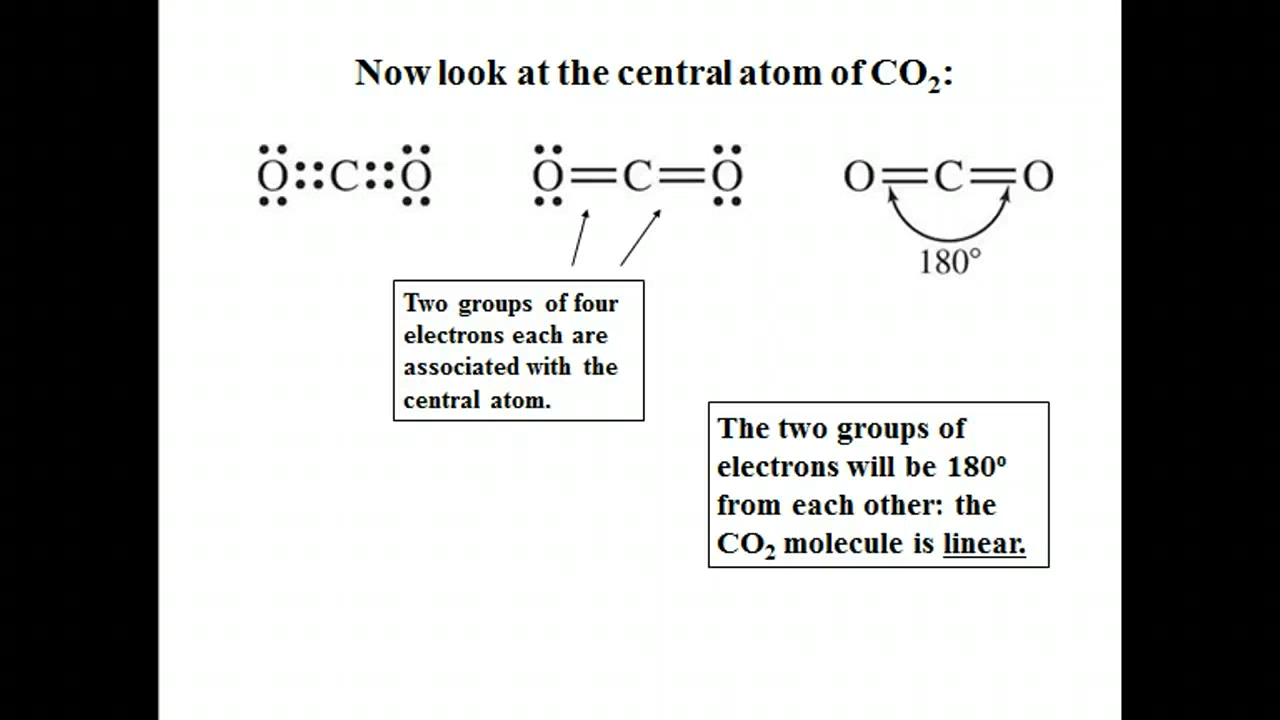 Now look at the central atom of CO₂:
O::C::O
O=C=O
O=C=O
180°
Two groups of four
electrons each are
associated with the
central atom.
The two groups of
electrons will be 180º
from each other: the
CO₂ molecule is linear.